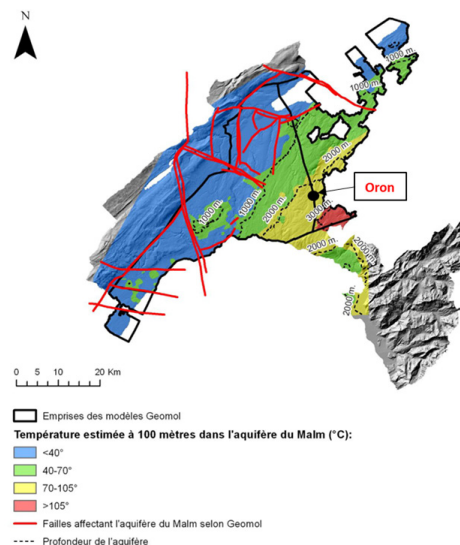 N
1000 m.
1000 m.
2000 m.
Oron
1000 m.
2000 m.
3000 m.
1000 m.
2000 m.
2000 m.
2000 m.
0 5 10 20 Km
Emprises des modèles Geomol
Température estimée à 100 mètres dans l'aquifère du Malm (°C):
<40°
40-70°
70-105°
>105°
Failles affectant l'aquifère du Malm selon Geomol
Profondeur de l'aquifère